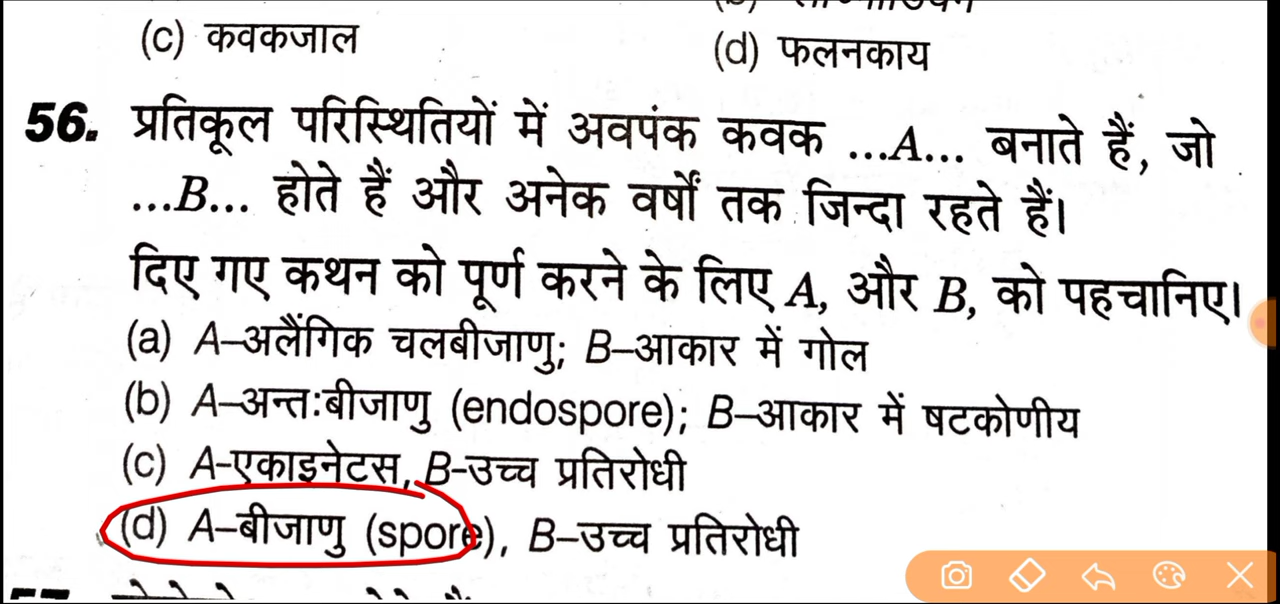 (c) कवकजाल
(d) फलनकाय
56. प्रतिकूल परिस्थितियों में अवपंक कवक ...A... बनाते हैं, जो
...B... होते हैं और अनेक वर्षों तक जिन्दा रहते हैं।
दिए गए कथन को पूर्ण करने के लिए A, और B, को पहचानिए।
(a) A–अलैंगिक चलबीजाणु; B–आकार में गोल
(b) A–अन्त:बीजाणु (endospore); B–आकार में षटकोणीय
(c) A-एकाइनेटस, B-उच्च प्रतिरोधी
(d) A–बीजाणु (spore), B–उच्च प्रतिरोधी